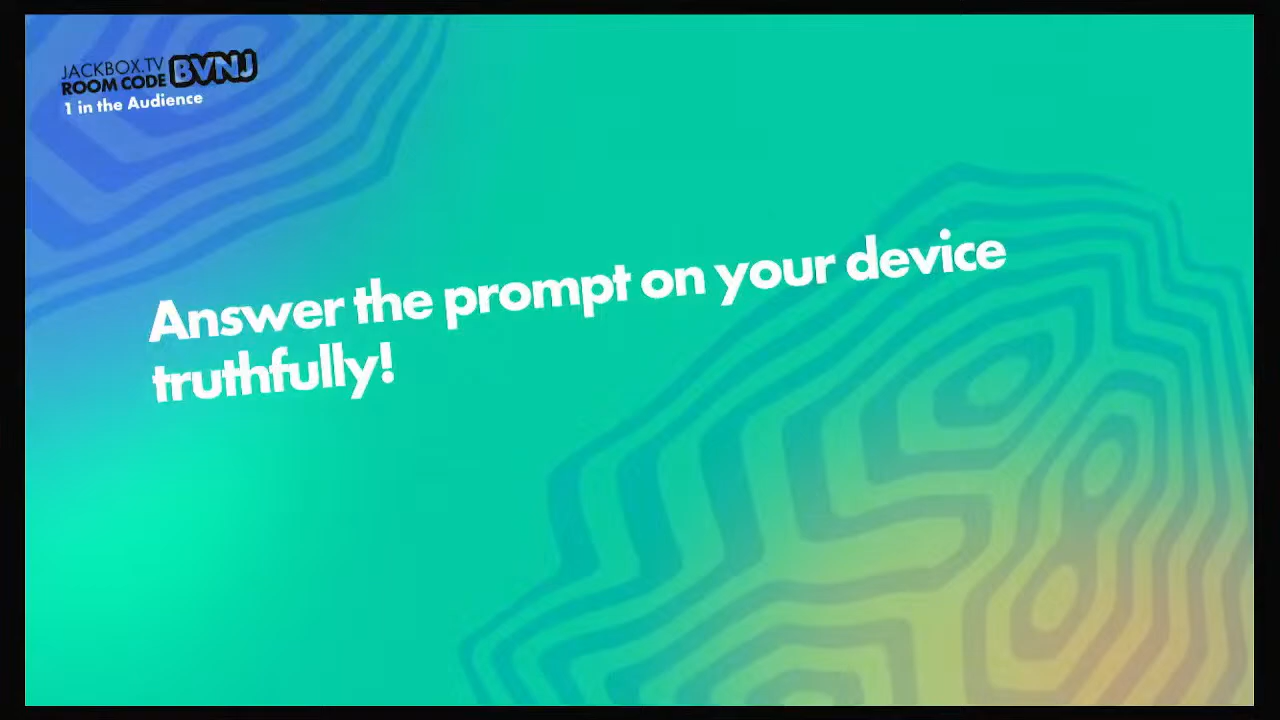 JACKBOX.TV
ROOM CODE BVNJ
1 in the Audience
Answer the prompt on your device
truthfully!